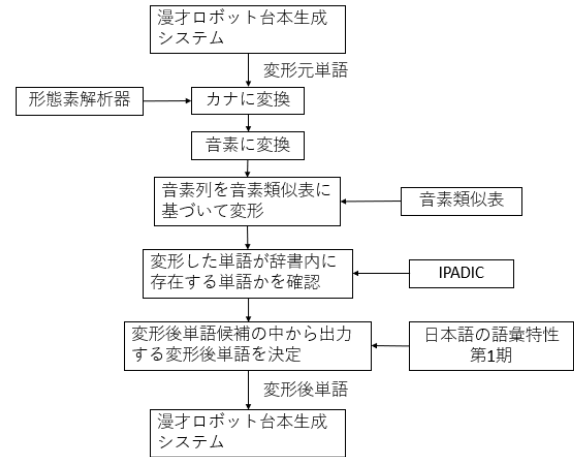 漫才ロボット台本生成
システム
変形元単語
形態素解析器
カナに変換
音素に変換
音素列を音素類似表に
基づいて変形
音素類似表
変形した単語が辞書内に
存在する単語かを確認
IPADIC
変形後単語候補の中から出力
する変形後単語を決定
日本語の語彙特性
第1期
変形後単語
漫才ロボット台本生成
システム